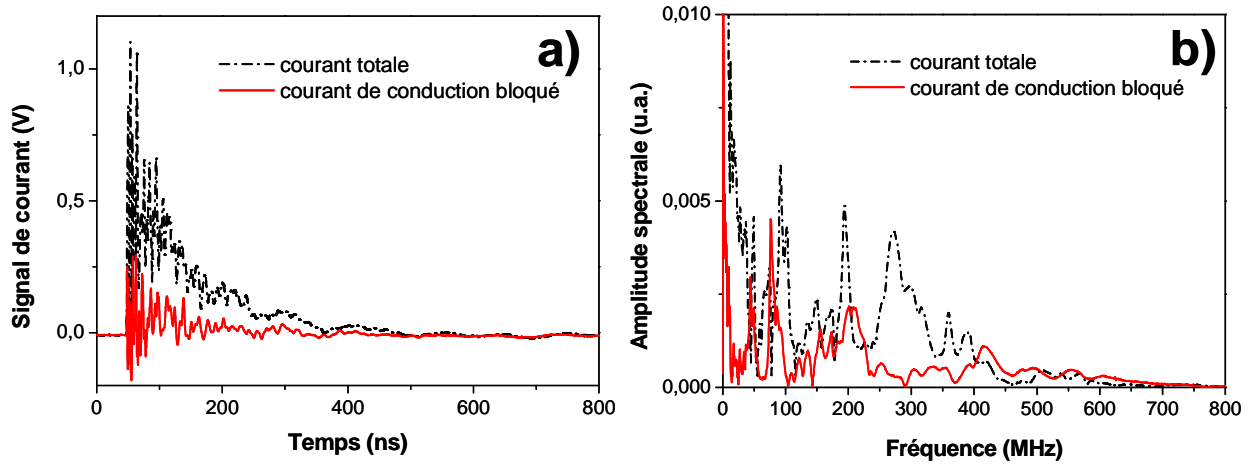 a)
courant totale
courant de conduction bloqué
Signal de courant (V)
1,0
0,5
0,0
0 200 400 600 800
Temps (ns)
b)
courant totale
courant de conduction bloqué
Amplitude spectrale (u.a.)
0,010
0,005
0,000
0 100 200 300 400 500 600 700 800
Fréquence (MHz)